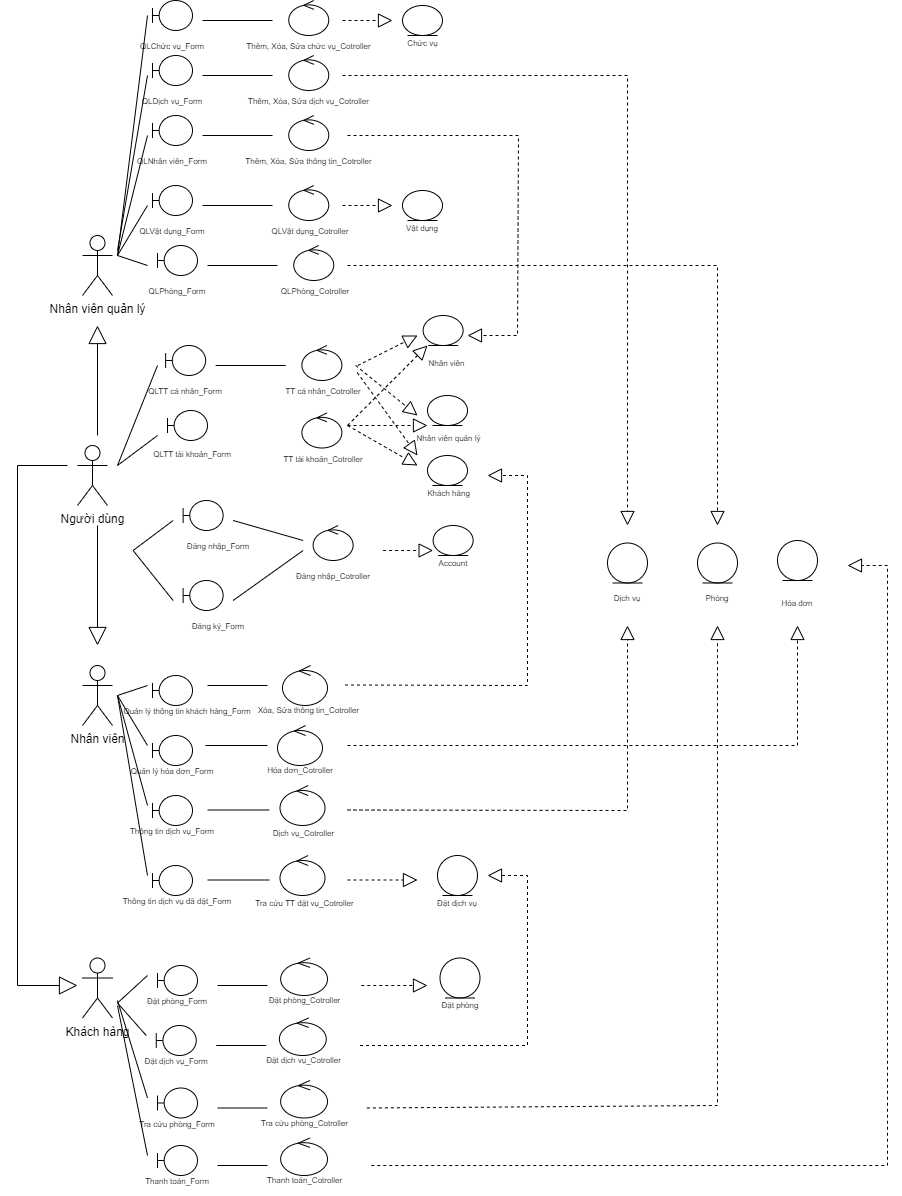 QLChức vụ_Form
Thêm, Xóa, Sửa chức vụ_Cotroller
Chức vụ
QLDịch vụ_Form
Thêm, Xóa, Sửa dịch vụ_Cotroller
QLNhân viên_Form
Thêm, Xóa, Sửa thông tin_Cotroller
QLVật dụng_Form
QLVật dụng_Cotroller
Vật dụng
QLPhòng_Form
QLPhòng_Cotroller
Nhân viên quản lý
Nhân viên
QLTT cá nhân_Form
TT cá nhân_Cotroller
Nhân viên quản lý
QLTT tài khoản_Form
TT tài khoản_Cotroller
Khách hàng
Người dùng
Đăng nhập_Form
Đăng nhập_Cotroller
Account
Đăng ký_Form
Dịch vụ
Phòng
Hóa đơn
Quản lý thông tin khách hàng_Form
Xóa, Sửa thông tin_Cotroller
Nhân viên
Quản lý hóa đơn_Form
Hóa đơn_Cotroller
Thông tin dịch vụ_Form
Dịch vụ_Cotroller
Thông tin dịch vụ đã đặt_Form
Tra cứu TT dặt vụ_Cotroller
Đặt dịch vụ
Đặt phòng_Form
Đặt phòng_Cotroller
Đặt phòng
Khách hàng
Đặt dịch vụ_Form
Đặt dịch vụ_Cotroller
Tra cứu phòng_Form
Tra cứu phòng_Cotroller
Thanh toán_Form
Thanh toán_Cotroller